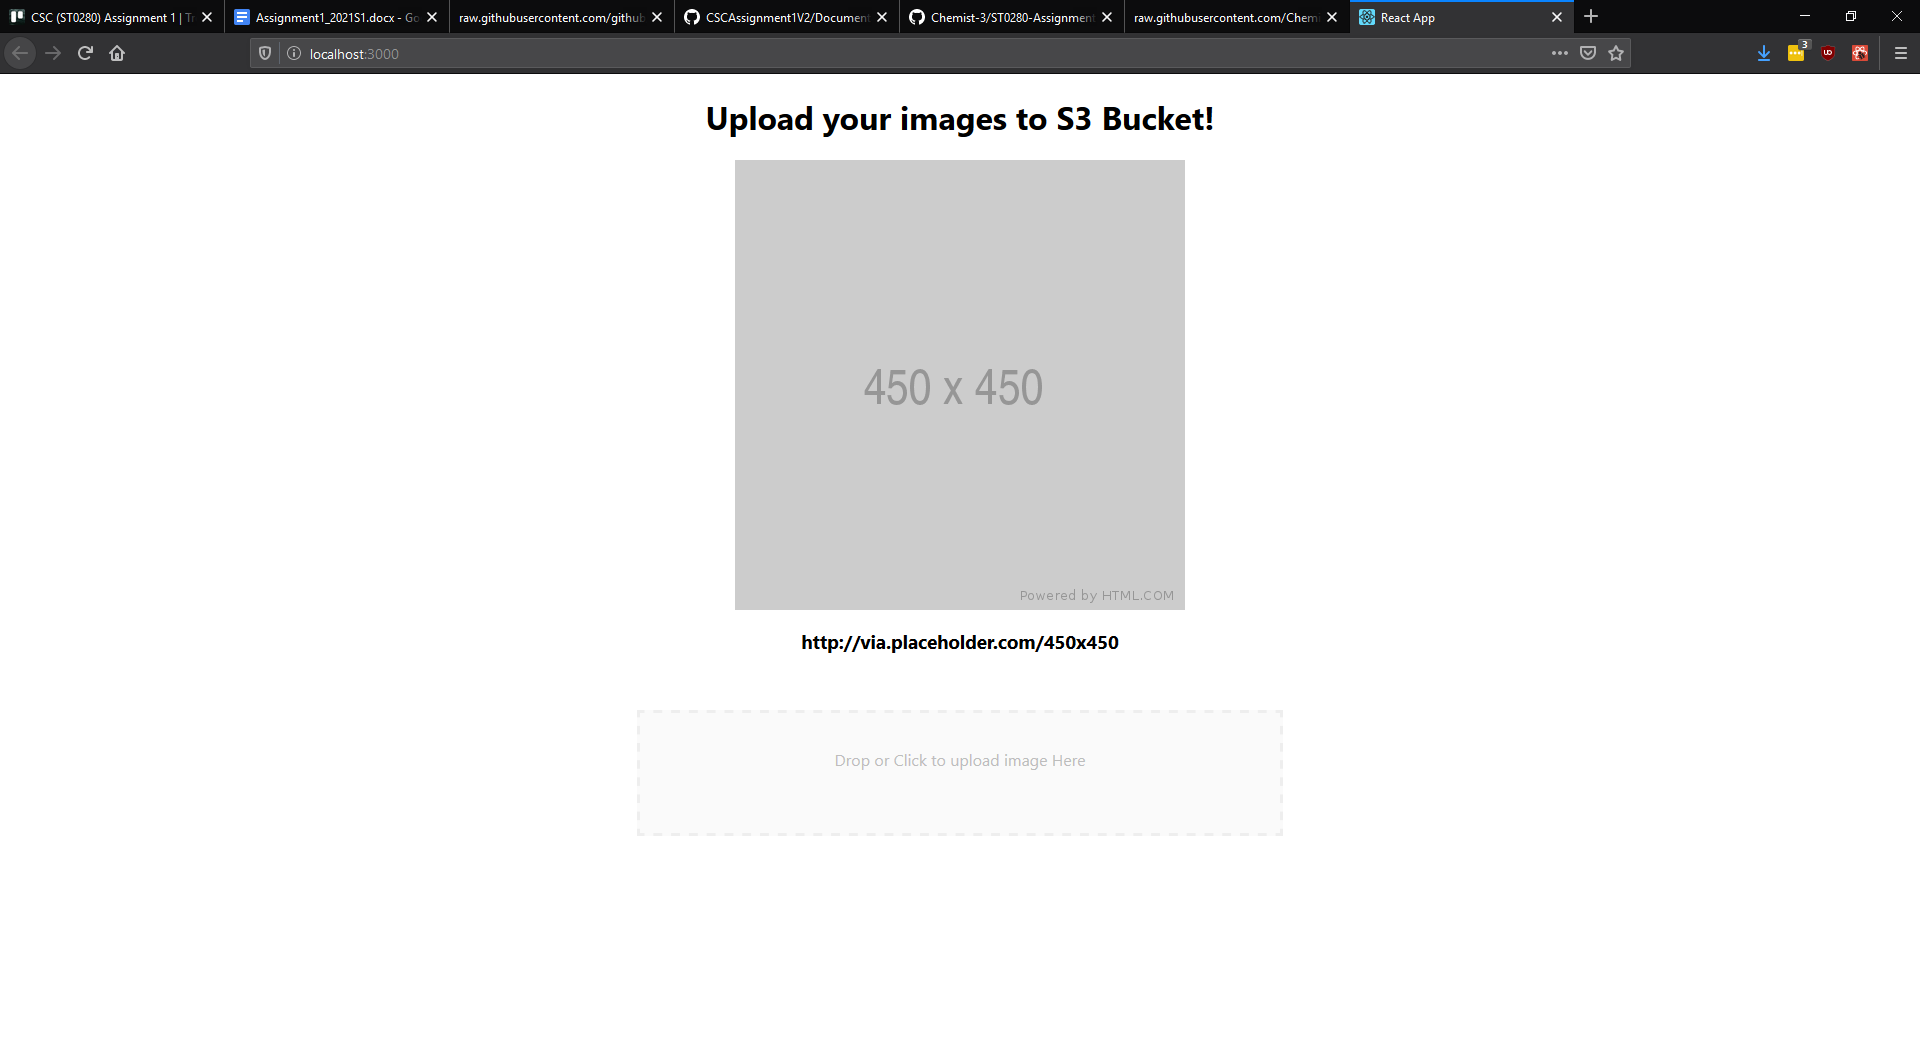 CSC (ST0280) Assignment 1 | Tr
Assignment1_2021S1.docx - Go
raw.githubusercontent.com/github
CSCAssignment1V2/Document
Chemist-3/ST0280-Assignment
raw.githubusercontent.com/Chem
React App
localhost:3000
3
Upload your images to S3 Bucket!
450 x 450
Powered by HTML.COM
http://via.placeholder.com/450x450
Drop or Click to upload image Here